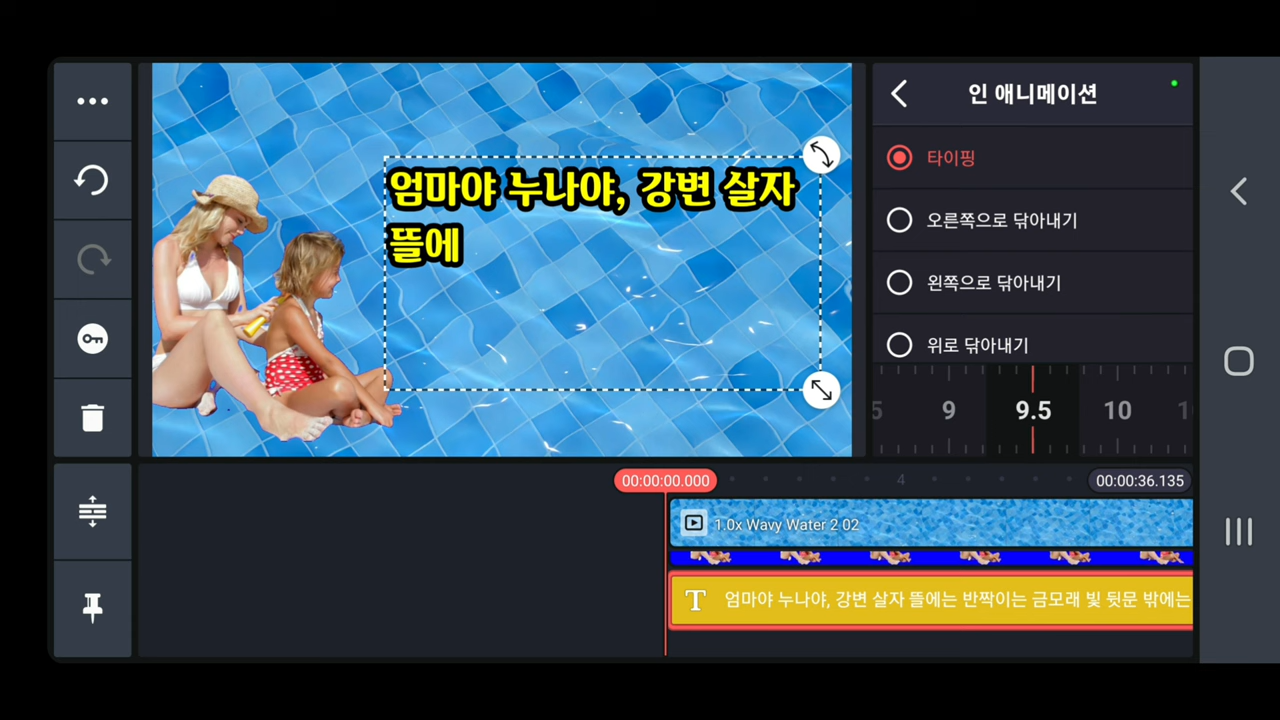 인 애니메이션
타이핑
오른쪽으로 닦아내기
왼쪽으로 닦아내기
위로 닦아내기
엄마야 누나야, 강변 살자
뜰에
5 9 9.5 10
00:00:00.000 4 00:00:36.135
1.0x Wavy Water 2 02
T 엄마야 누나야, 강변 살자 뜰에는 반짝이는 금모래 빛 뒷문 밖에는